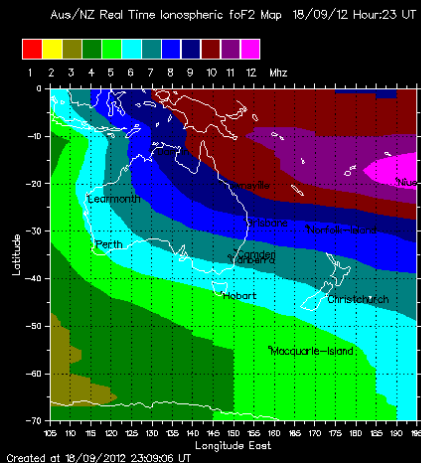 Aus/NZ Real Time Ionospheric foF2 Map 18/09/12 Hour:23 UT
1 2 3 4 5 6 7 8 9 10 11 12 Mhz
0
-10
-20
-30
-40
-50
-60
-70
Latitude
Townsville
Niue
Learmonth
Brisbane
Norfolk-Island
Perth
Camden
Canberra
Hobart
Christchurch
Macquarie-Island
105 110 115 120 125 130 135 140 145 150 155 160 165 170 175 180 185 190 195
Longitude East
Created at 18/09/2012 23:09:06 UT